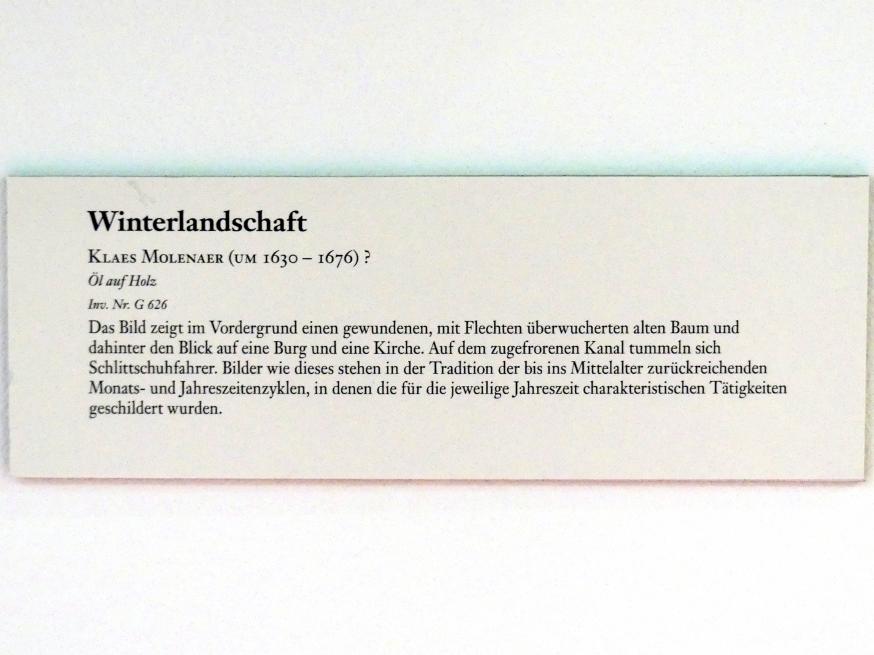 Winterlandschaft
Klaes Molenaer (um 1630 – 1676) ?
Öl auf Holz
Inv. Nr. G 626
Das Bild zeigt im Vordergrund einen gewundenen, mit Flechten überwucherten alten Baum und
dahinter den Blick auf eine Burg und eine Kirche. Auf dem zugefrorenen Kanal tummeln sich
Schlittschuhfahrer. Bilder wie dieses stehen in der Tradition der bis ins Mittelalter zurückreichenden
Monats- und Jahreszeitenzyklen, in denen die für die jeweilige Jahreszeit charakteristischen Tätigkeiten
geschildert wurden.